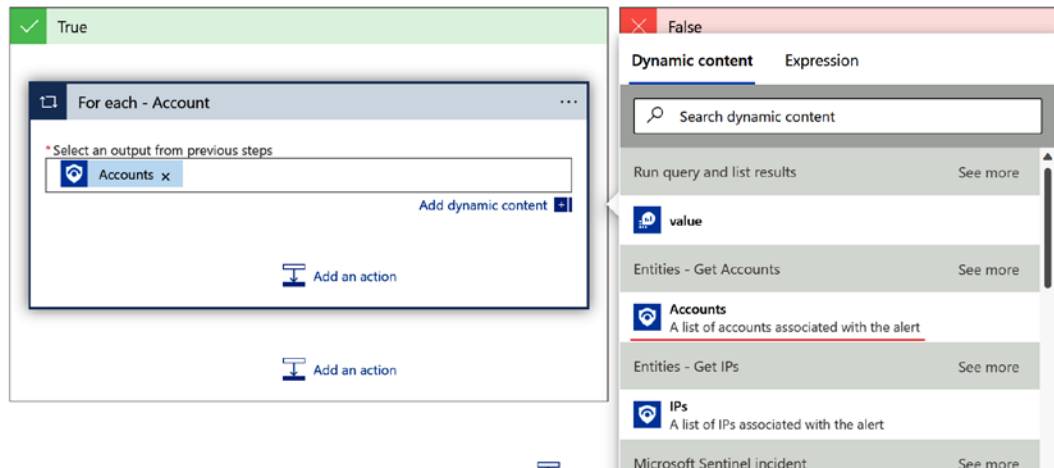 True
For each - Account
*Select an output from previous steps
Accounts x
Add dynamic content
Add an action
Add an action
False
Dynamic content Expression
Search dynamic content
Run query and list results See more
value
Entities - Get Accounts See more
Accounts
A list of accounts associated with the alert
Entities - Get IPs See more
IPs
A list of IPs associated with the alert
Microsoft Sentinel incident See more